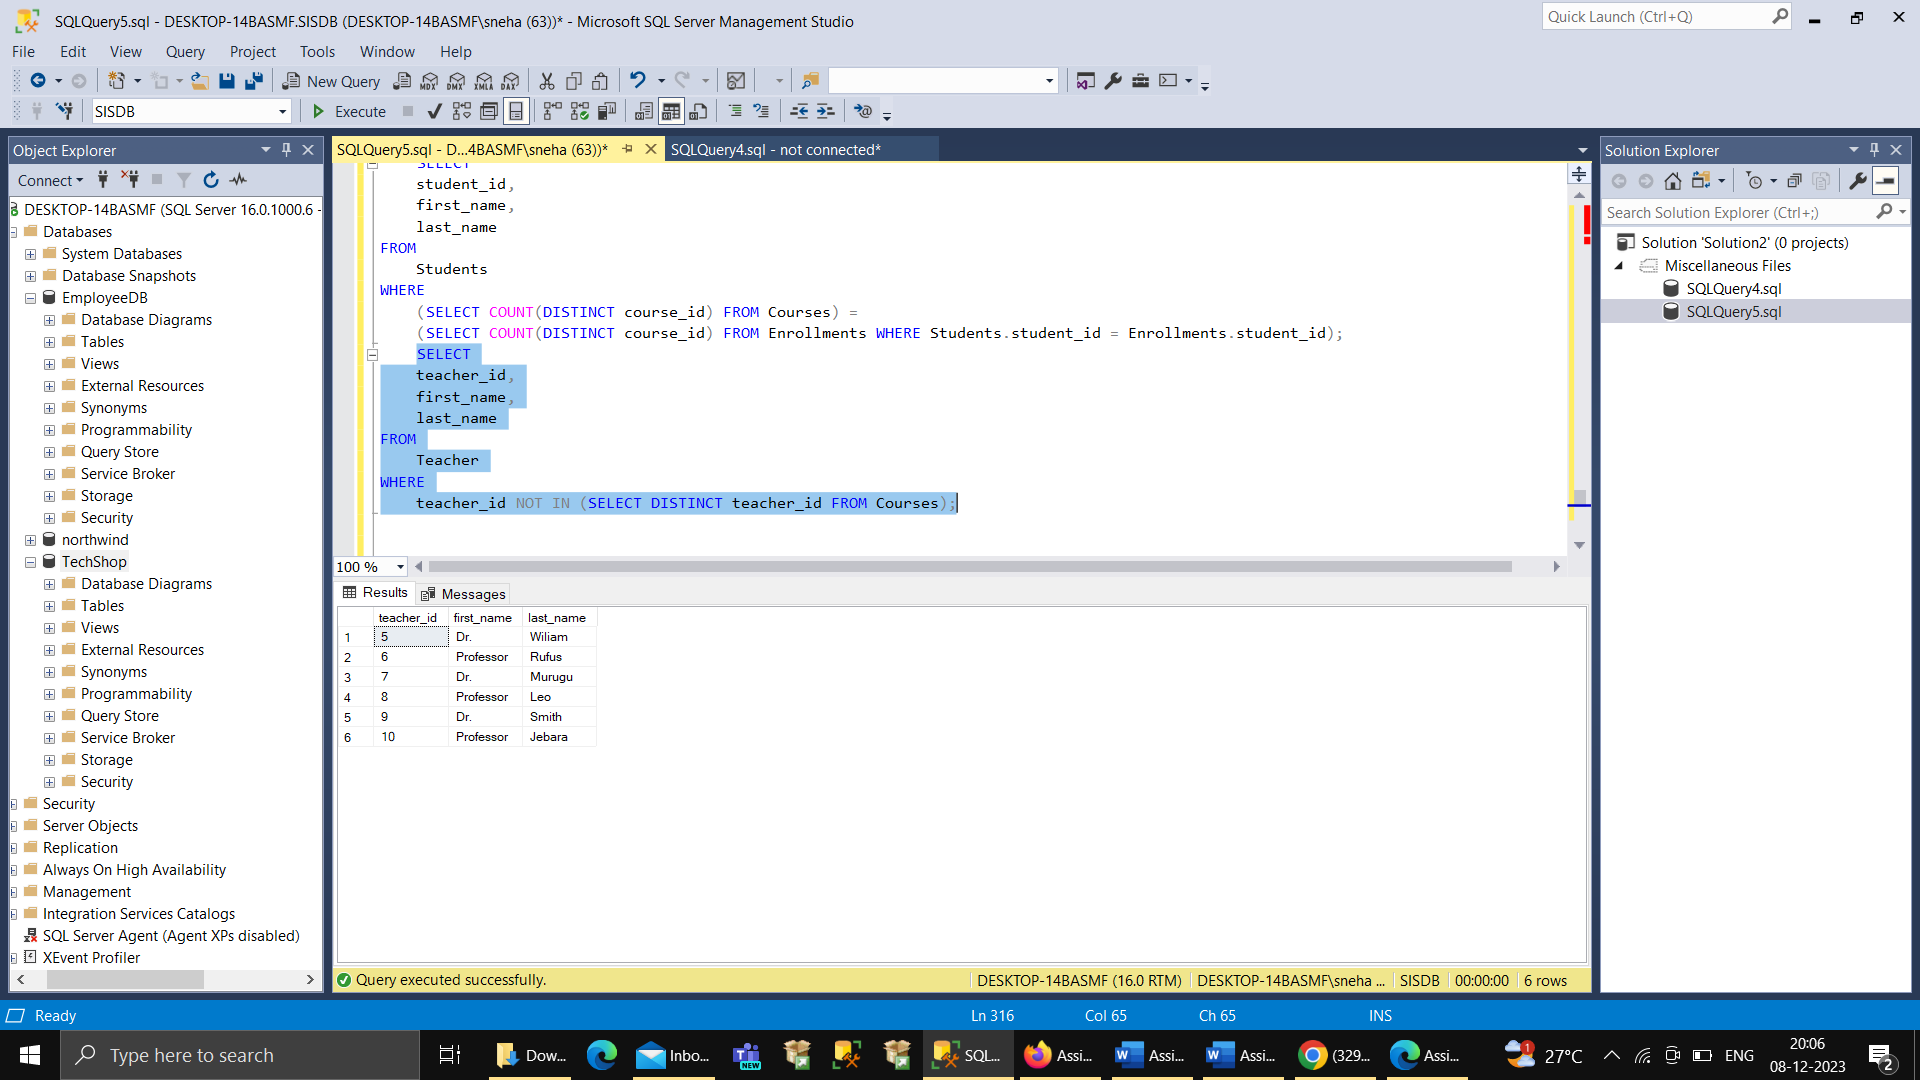 SQLQuery5.sql - DESKTOP-14BASMF.SISDB (DESKTOP-14BASMF\sneha (63))* - Microsoft SQL Server Management Studio
Quick Launch (Ctrl+Q)
File Edit View Query Project Tools Window Help
New Query MDX DMX XMLA DAX
SISDB Execute
Object Explorer
Connect
DESKTOP-14BASMF (SQL Server 16.0.1000.6 -
Databases
System Databases
Database Snapshots
EmployeeDB
Database Diagrams
Tables
Views
External Resources
Synonyms
Programmability
Query Store
Service Broker
Storage
Security
northwind
TechShop
Database Diagrams
Tables
Views
External Resources
Synonyms
Programmability
Query Store
Service Broker
Storage
Security
Security
Server Objects
Replication
Always On High Availability
Management
Integration Services Catalogs
SQL Server Agent (Agent XPs disabled)
XEvent Profiler
SQLQuery5.sql - D...4BASMF\sneha (63))* SQLQuery4.sql - not connected*
SELECT
student_id,
first_name,
last_name
FROM
Students
WHERE
(SELECT COUNT(DISTINCT course_id) FROM Courses) =
(SELECT COUNT(DISTINCT course_id) FROM Enrollments WHERE Students.student_id = Enrollments.student_id);
SELECT
teacher_id,
first_name,
last_name
FROM
Teacher
WHERE
teacher_id NOT IN (SELECT DISTINCT teacher_id FROM Courses);
100 %
Results Messages
teacher_id first_name last_name
1 5 Dr. Wiliam
2 6 Professor Rufus
3 7 Dr. Murugu
4 8 Professor Leo
5 9 Dr. Smith
6 10 Professor Jebara
Query executed successfully. DESKTOP-14BASMF (16.0 RTM) DESKTOP-14BASMF\sneha ... SISDB 00:00:00 6 rows
Solution Explorer
Search Solution Explorer (Ctrl+;)
Solution 'Solution2' (0 projects)
Miscellaneous Files
SQLQuery4.sql
SQLQuery5.sql
Ready Ln 316 Col 65 Ch 65 INS
Type here to search Dow... Inbo... NEW SQL... Assi... Assi... Assi... (329... Assi... 1 27°C ENG 20:06
08-12-2023 2